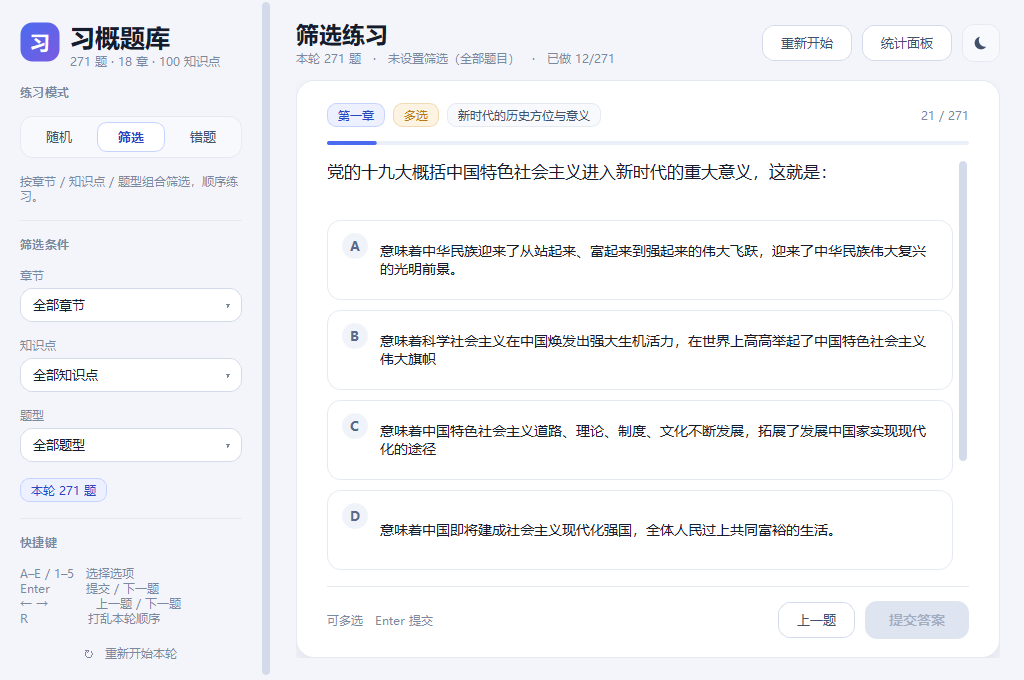 习
习概题库
271 题 · 18 章 · 100 知识点
练习模式
随机
筛选
错题
按章节 / 知识点 / 题型组合筛选，顺序练
习。
筛选条件
章节
全部章节
知识点
全部知识点
题型
全部题型
本轮 271 题
快捷键
A–E / 1–5 选择选项
Enter 提交 / 下一题
← → 上一题 / 下一题
R 打乱本轮顺序
↻ 重新开始本轮
筛选练习
本轮 271 题 · 未设置筛选（全部题目） · 已做 12/271
重新开始
统计面板
第一章
多选
新时代的历史方位与意义
21 / 271
党的十九大概括中国特色社会主义进入新时代的重大意义，这就是：
A
意味着中华民族迎来了从站起来、富起来到强起来的伟大飞跃，迎来了中华民族伟大复兴
的光明前景。
B
意味着科学社会主义在中国焕发出强大生机活力，在世界上高高举起了中国特色社会主义
伟大旗帜
C
意味着中国特色社会主义道路、理论、制度、文化不断发展，拓展了发展中国家实现现代
化的途径
D
意味着中国即将建成社会主义现代化强国，全体人民过上共同富裕的生活。
可多选 Enter 提交
上一题
提交答案